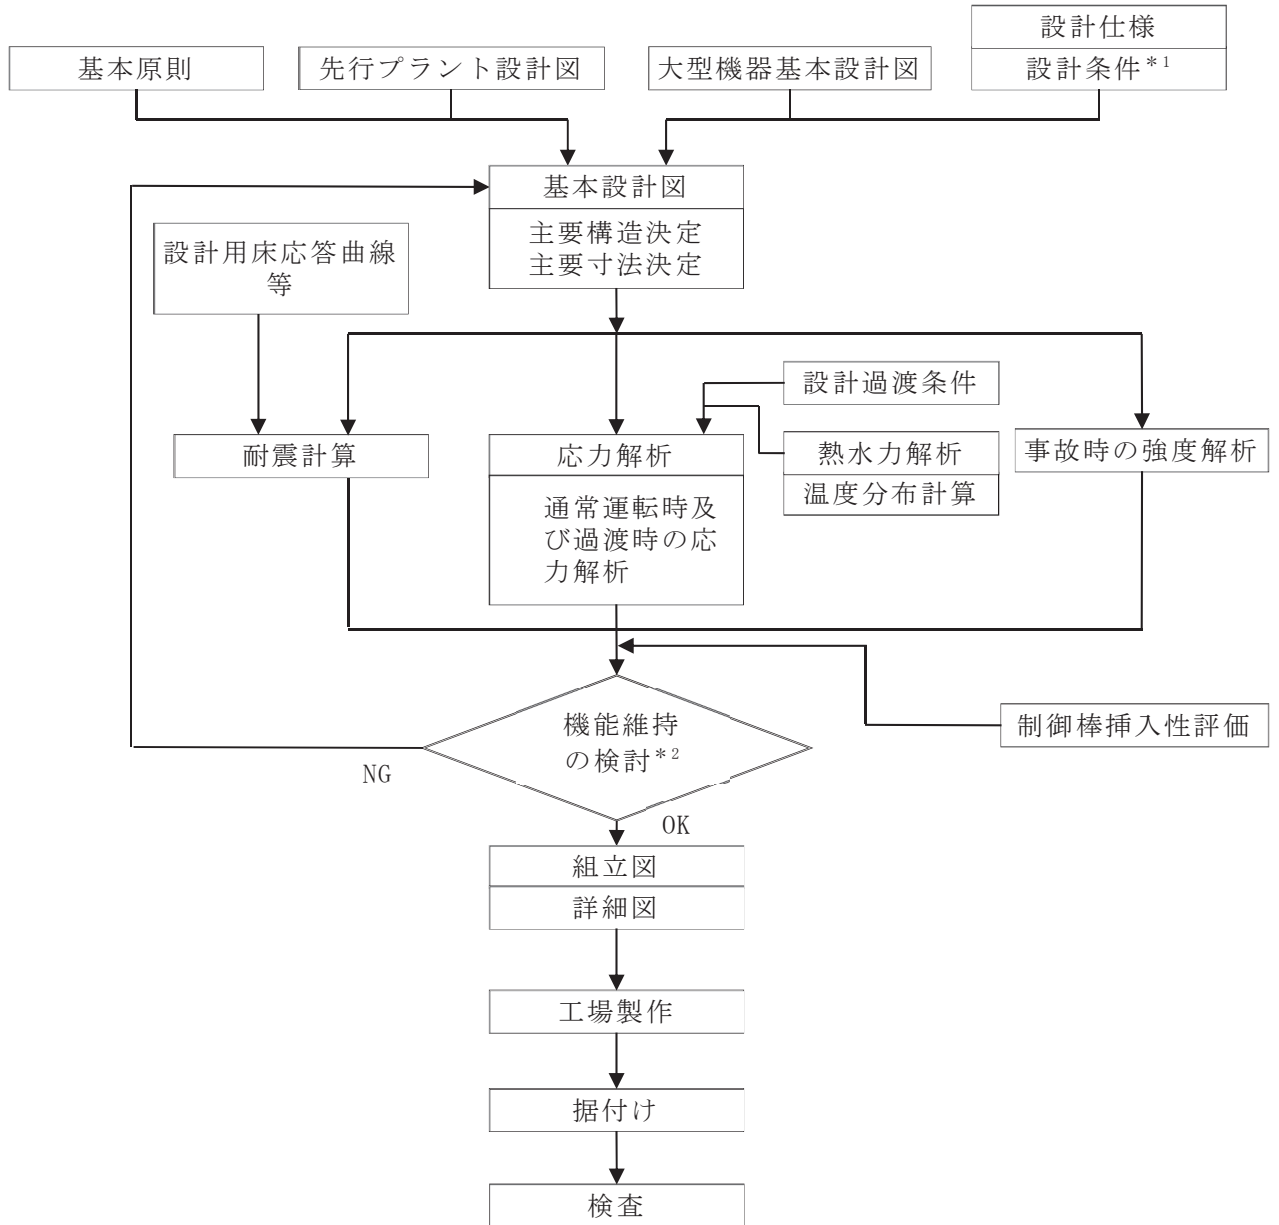 設計仕様
基本原則
先行プラント設計図
大型機器基本設計図
設計条件*1
基本設計図
主要構造決定
主要寸法決定
設計用床応答曲線
等
設計過渡条件
耐震計算
応力解析
熱水力解析
事故時の強度解析
温度分布計算
通常運転時及
び過渡時の応
力解析
制御棒挿入性評価
機能維持
の検討*2
NG
OK
組立図
詳細図
工場製作
据付け
検査